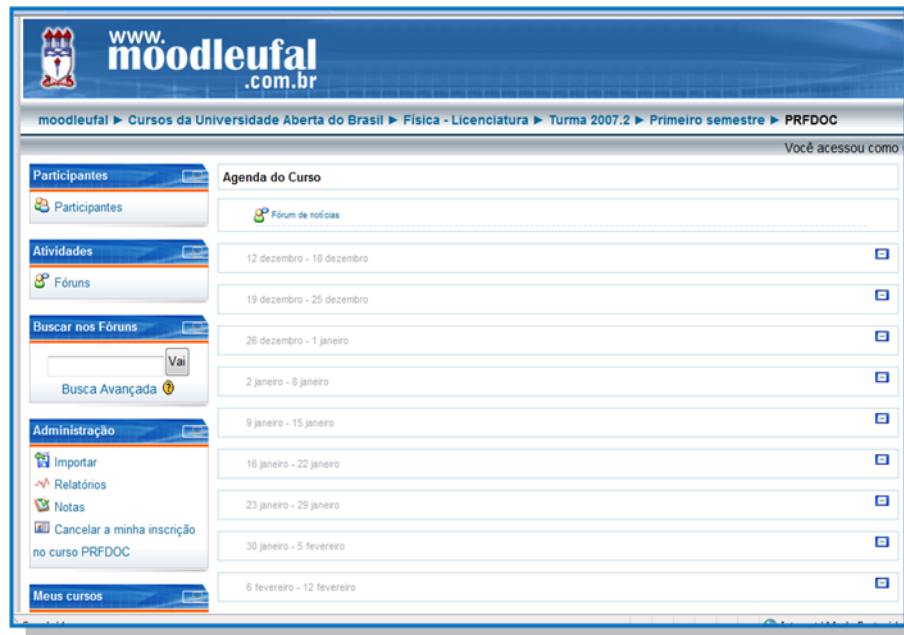 www.
moodleufal
.com.br
moodleufal ► Cursos da Universidade Aberta do Brasil ► Física - Licenciatura ► Turma 2007.2 ► Primeiro semestre ► PRFDOC
Você acessou como
Participantes
Participantes
Atividades
Fóruns
Buscar nos Fóruns
Vai
Busca Avançada
Administração
Importar
Relatórios
Notas
Cancelar a minha inscrição
no curso PRFDOC
Meus cursos
Agenda do Curso
Fórum de notícias
12 dezembro - 18 dezembro
19 dezembro - 25 dezembro
26 dezembro - 1 janeiro
2 janeiro - 8 janeiro
9 janeiro - 15 janeiro
16 janeiro - 22 janeiro
23 janeiro - 29 janeiro
30 janeiro - 5 fevereiro
6 fevereiro - 12 fevereiro